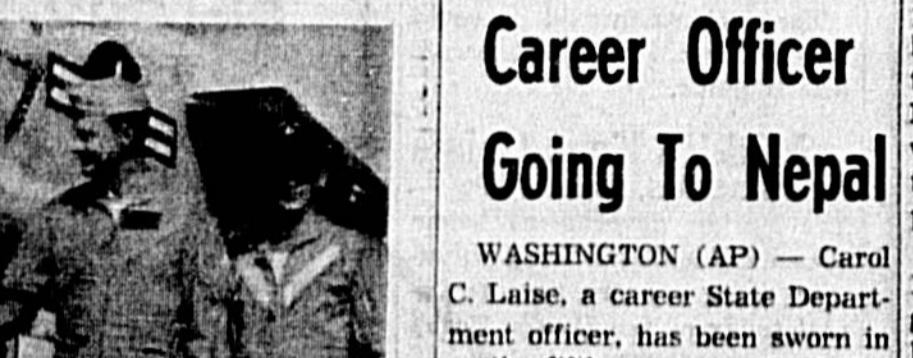 Career Officer
Going To Nepal
WASHINGTON (AP) — Carol
C. Laise, a career State Depart-
ment officer, has been sworn in